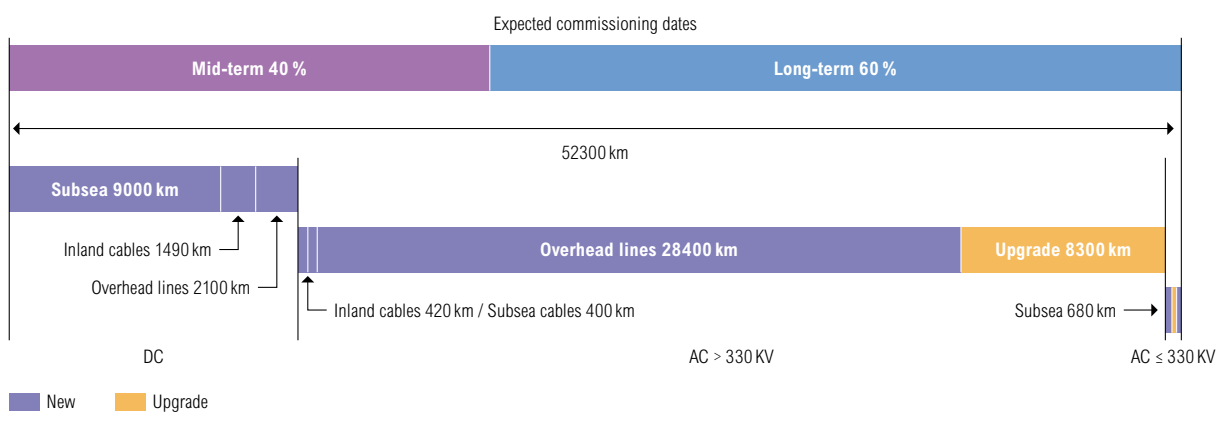 Expected commissioning dates
Mid-term 40 %
Long-term 60 %
52300 km
Subsea 9000 km
Inland cables 1490 km
Overhead lines 2100 km
Overhead lines 28400 km
Upgrade 8300 km
Inland cables 420 km / Subsea cables 400 km
Subsea 680 km
DC
AC > 330 KV
AC ≤ 330 KV
New
Upgrade